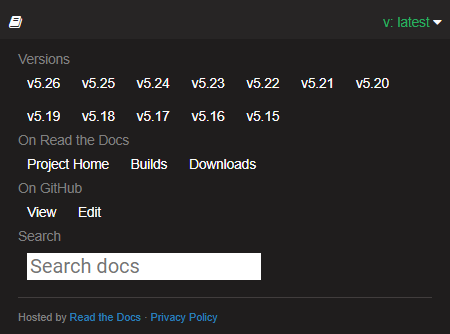 v: latest
Versions
v5.26 v5.25 v5.24 v5.23 v5.22 v5.21 v5.20
v5.19 v5.18 v5.17 v5.16 v5.15
On Read the Docs
Project Home Builds Downloads
On GitHub
View Edit
Search
Search docs
Hosted by Read the Docs · Privacy Policy